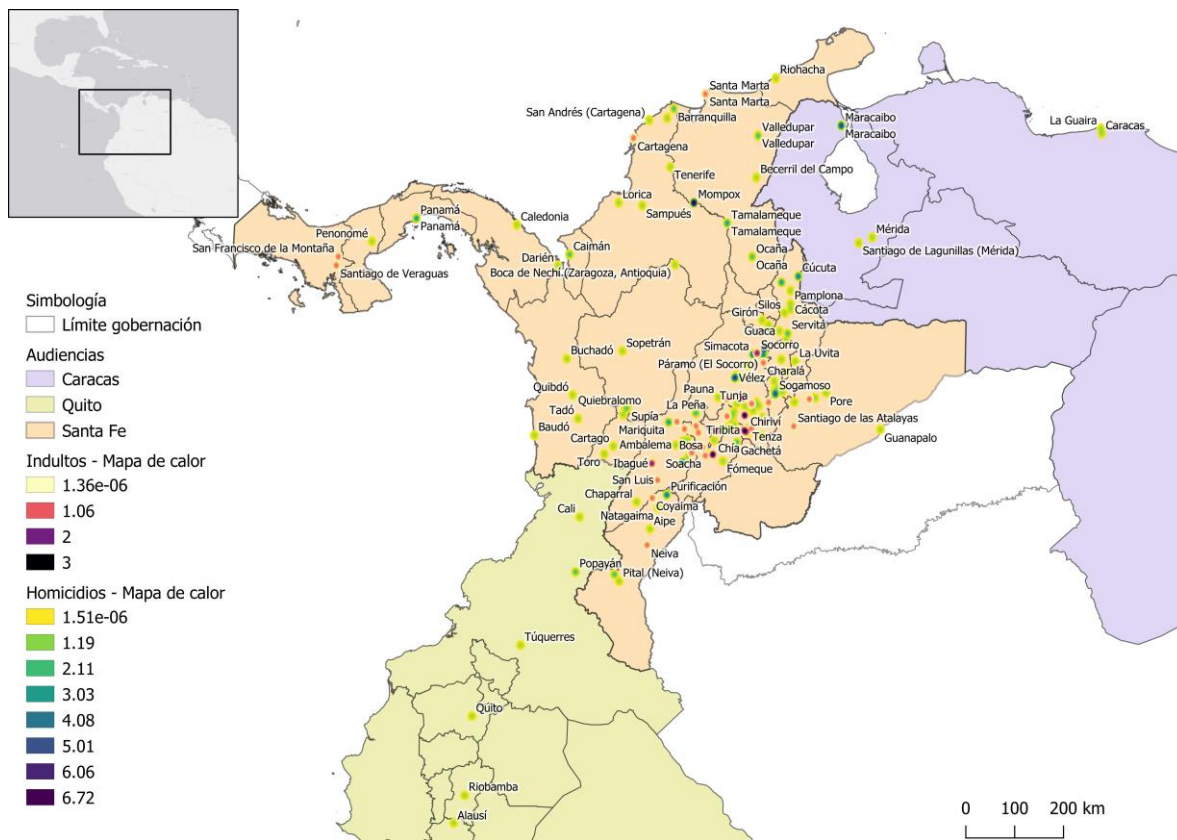 Riohacha
Santa Marta
Santa Marta
San Andrés (Cartagena)
Barranquilla
Maracaibo
Maracaibo
La Guaira
Caracas
Valledupar
Valledupar
Cartagena
Tenerife
Becerril del Campo
Lorica
Sampués
Mompox
Panamá
Panamá
Caledonia
Tamalameque
Tamalameque
Penonomé
Mérida
Santiago de Lagunillas (Mérida)
San Francisco de la Montaña
Caimán
Darién
Ocaña
Ocaña
Santiago de Veraguas
Boca de Nechí (Zaragoza, Antioquia)
Cúcuta
Simbología
Límite gobernación
Silos
Pamplona
Cácota
Girón
Guaca
Servitá
Audiencias
Caracas
Quito
Santa Fe
Buchadó
Sopetrán
Simacota
Socorro
La Uvita
Páramo (El Socorro)
Charalá
Vélez
Sogamoso
Quibdó
Quiebralomo
Pauna
Tunja
Pore
Tadó
Supía
La Peña
Chiriví
Santiago de las Atalayas
Baudó
Mariquita
Tiribita
Tenza
Guanapalo
Cartago
Ambalema
Bosa
Chía
Gachetá
Toro
Ibagué
Soacha
Fómeque
Indultos - Mapa de calor
1.36e-06
1.06
2
3
San Luis
Purificación
Chaparral
Coyaima
Cali
Natagaima
Aipe
Neiva
Popayán
Pital (Neiva)
Homicidios - Mapa de calor
1.51e-06
1.19
2.11
3.03
4.08
5.01
6.06
6.72
Túquerres
Quito
Riobamba
Alausí
0 100 200 km